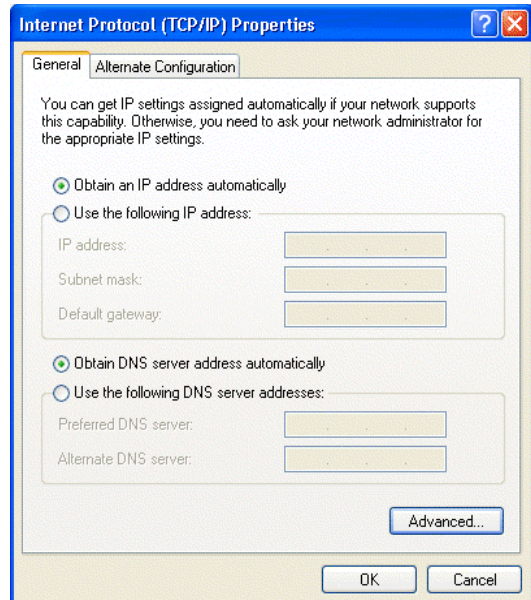 Internet Protocol (TCP/IP) Properties
General
Alternate Configuration
You can get IP settings assigned automatically if your network supports
this capability. Otherwise, you need to ask your network administrator for
the appropriate IP settings.
Obtain an IP address automatically
Use the following IP address:
IP address:
Subnet mask:
Default gateway:
Obtain DNS server address automatically
Use the following DNS server addresses:
Preferred DNS server:
Alternate DNS server:
Advanced...
OK
Cancel